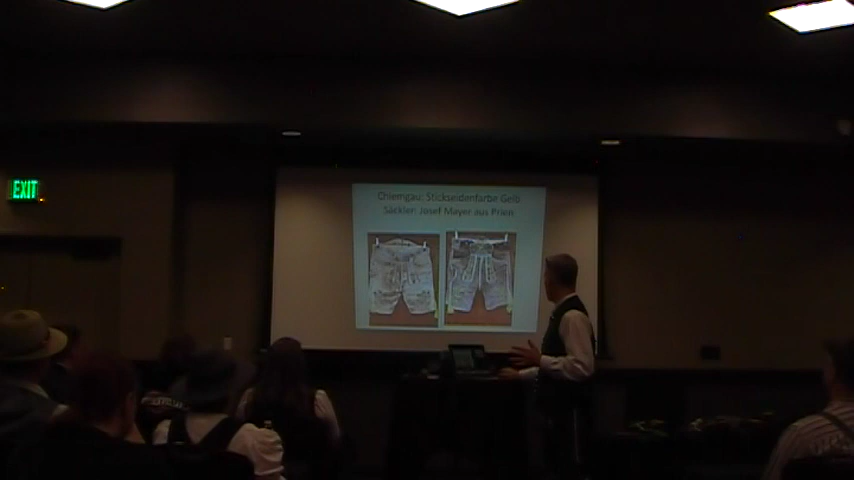 EXIT
Chiemgau: Stickseidenfarbe Gelb
Säckler: Josef Mayer aus Prien